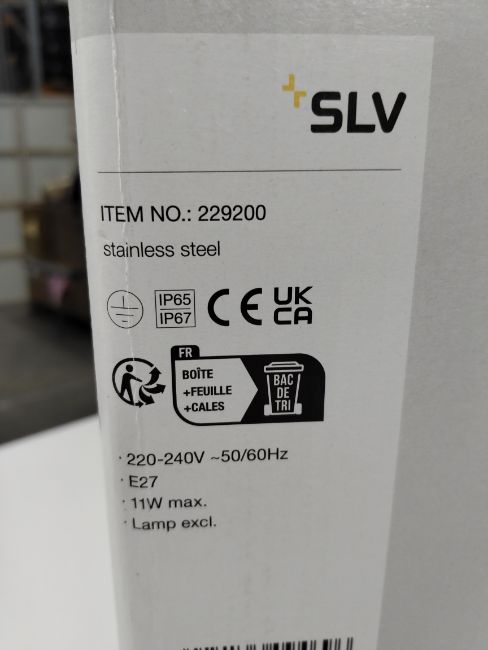 SLV
ITEM NO.: 229200
stainless steel
IP65
IP67
CE
UK
CA
FR
BOÎTE
+FEUILLE
+CALES
BAC
DE
TRI
· 220-240V ~50/60Hz
· E27
· 11W max.
· Lamp excl.